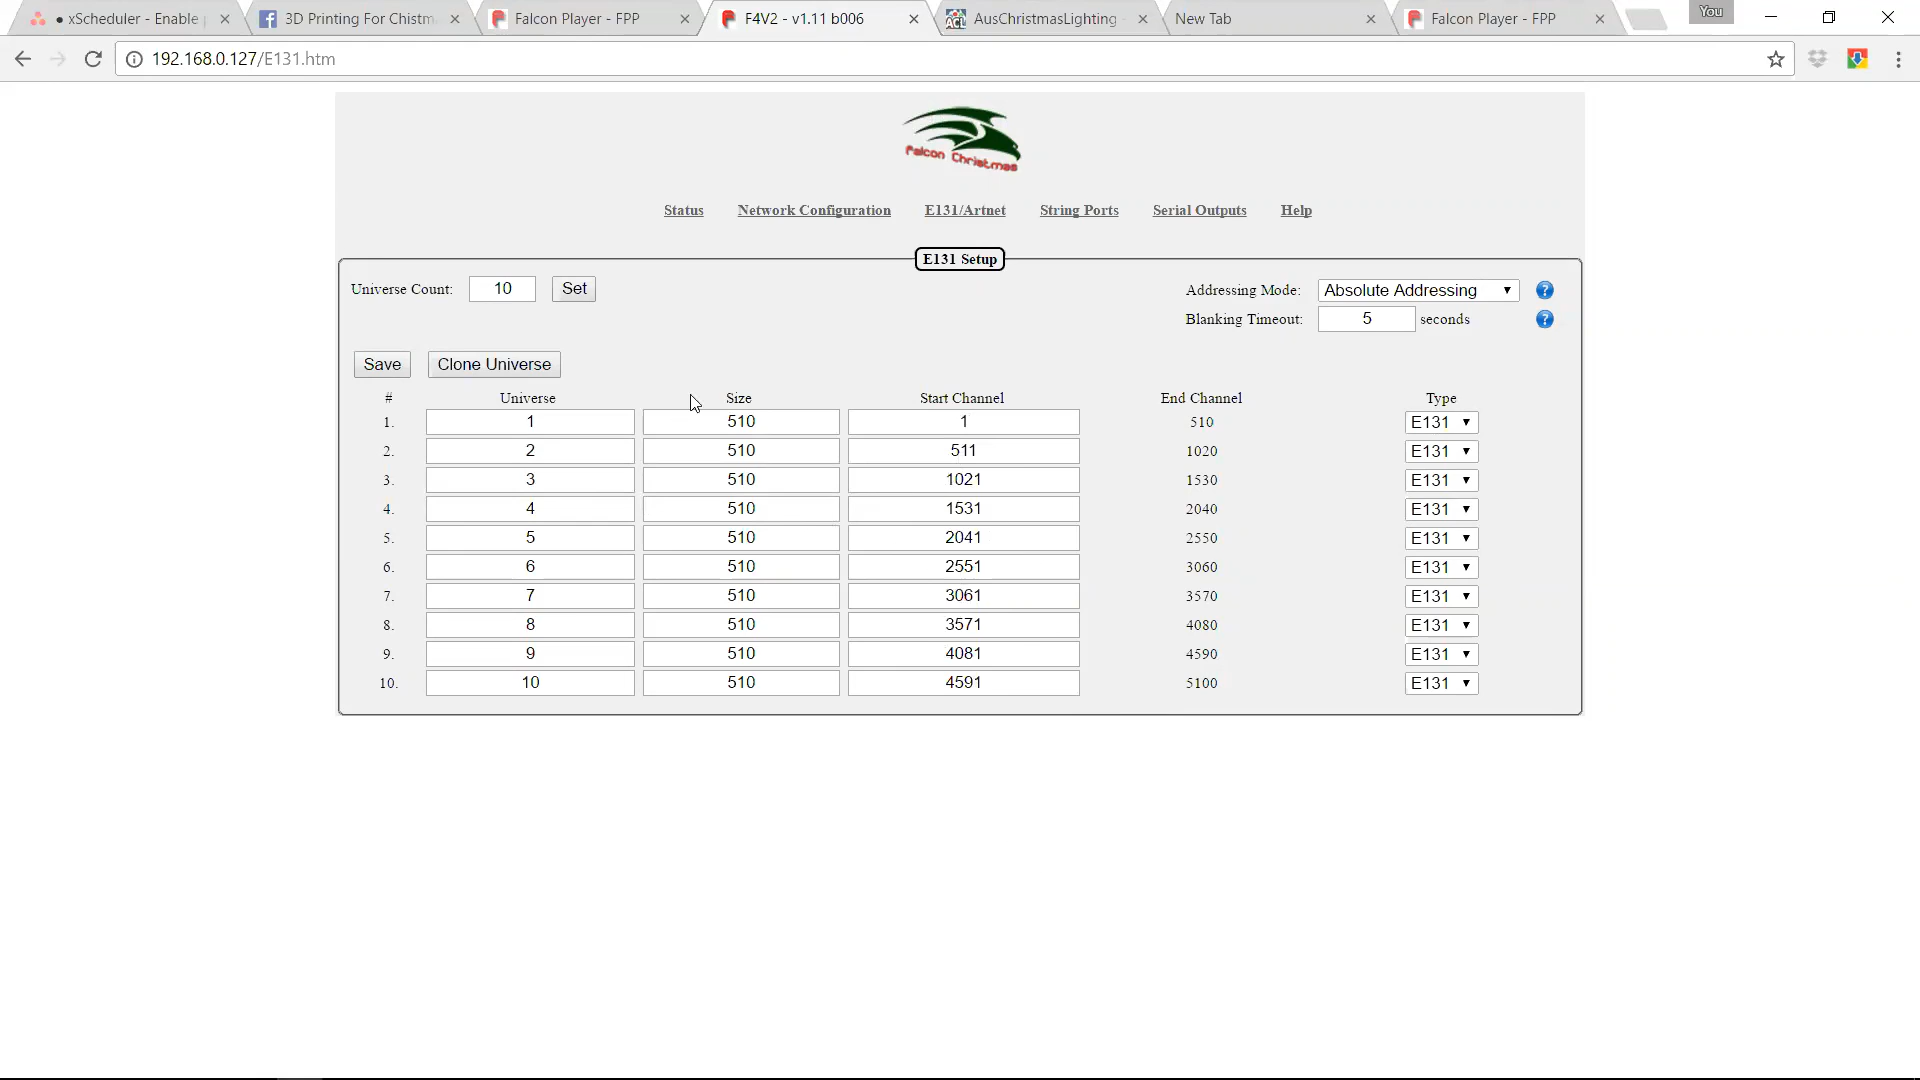 xScheduler - Enable
3D Printing For Chistm
Falcon Player - FPP
F4V2 - v1.11 b006
ACL AusChristmasLighting
New Tab
Falcon Player - FPP
You
192.168.0.127/E131.htm
Falcon Christmas
Status Network Configuration E131/Artnet String Ports Serial Outputs Help
E131 Setup
Universe Count: 10 Set Addressing Mode: Absolute Addressing ?
Blanking Timeout: 5 seconds ?
Save Clone Universe
# Universe Size Start Channel End Channel Type
1. 1 510 1 510 E131
2. 2 510 511 1020 E131
3. 3 510 1021 1530 E131
4. 4 510 1531 2040 E131
5. 5 510 2041 2550 E131
6. 6 510 2551 3060 E131
7. 7 510 3061 3570 E131
8. 8 510 3571 4080 E131
9. 9 510 4081 4590 E131
10. 10 510 4591 5100 E131